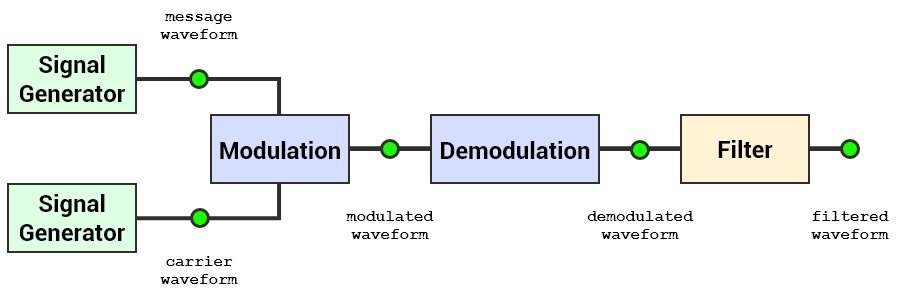 message
waveform
Signal
Generator
Modulation
Demodulation
Filter
Signal
Generator
modulated
waveform
demodulated
waveform
filtered
waveform
carrier
waveform